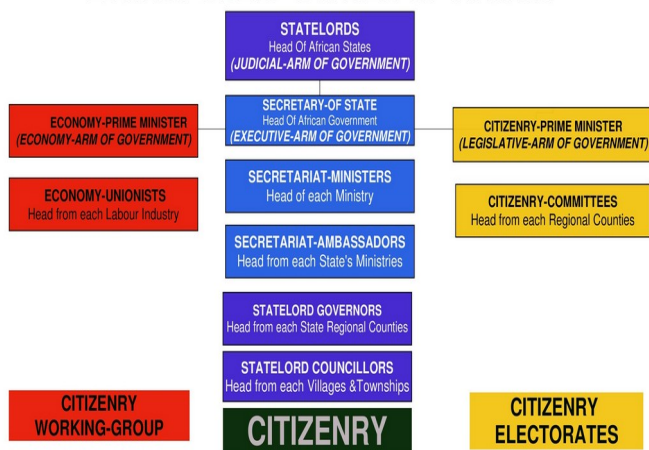 STATELORDS
Head Of African States
(JUDICIAL-ARM OF GOVERNMENT)
ECONOMY-PRIME MINISTER
(ECONOMY-ARM OF GOVERNMENT)
SECRETARY-OF STATE
Head Of African Government
(EXECUTIVE-ARM OF GOVERNMENT)
CITIZENRY-PRIME MINISTER
(LEGISLATIVE-ARM OF GOVERNMENT)
ECONOMY-UNIONISTS
Head from each Labour Industry
SECRETARIAT-MINISTERS
Head of each Ministry
CITIZENRY-COMMITTEES
Head from each Regional Counties
SECRETARIAT-AMBASSADORS
Head from each State's Ministries
STATELORD GOVERNORS
Head from each State Regional Counties
STATELORD COUNCILLORS
Head from each Villages &Townships
CITIZENRY
WORKING-GROUP
CITIZENRY
CITIZENRY
ELECTORATES